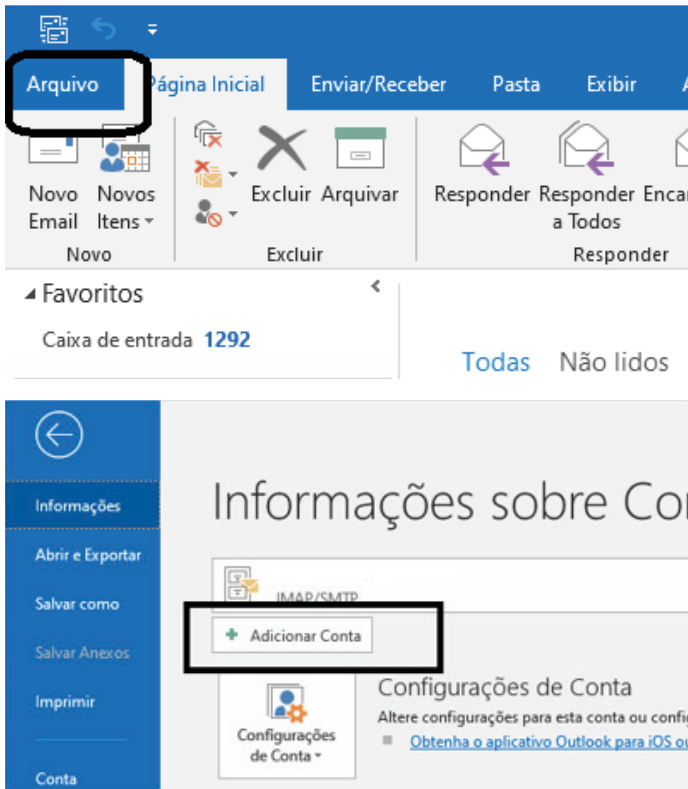 Arquivo Página Inicial Enviar/Receber Pasta Exibir
Novo Email
Novos Itens
Excluir Arquivar
Responder Responder a Todos
Novo Excluir Responder
Favoritos
Caixa de entrada 1292
Todas Não lidos
Informações
Abrir e Exportar
Salvar como
Salvar Anexos
Imprimir
Conta
Informações sobre
IMAP/SMTP
Adicionar Conta
Configurações de Conta
Configurações de Conta
Altere configurações para esta conta ou
Obtenha o aplicativo Outlook para iOS